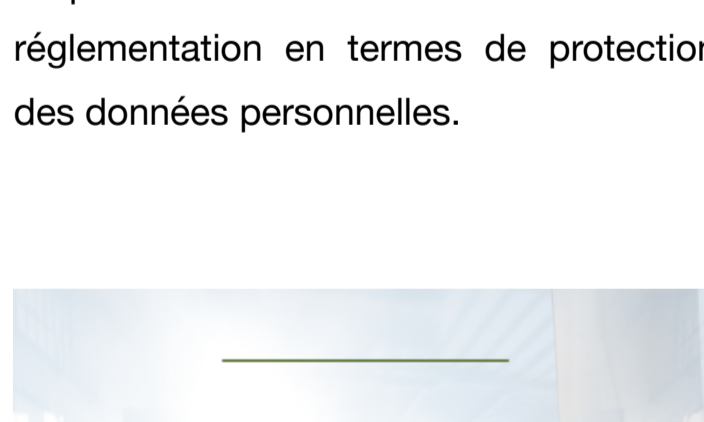 réglementation en termes de protection
des données personnelles.